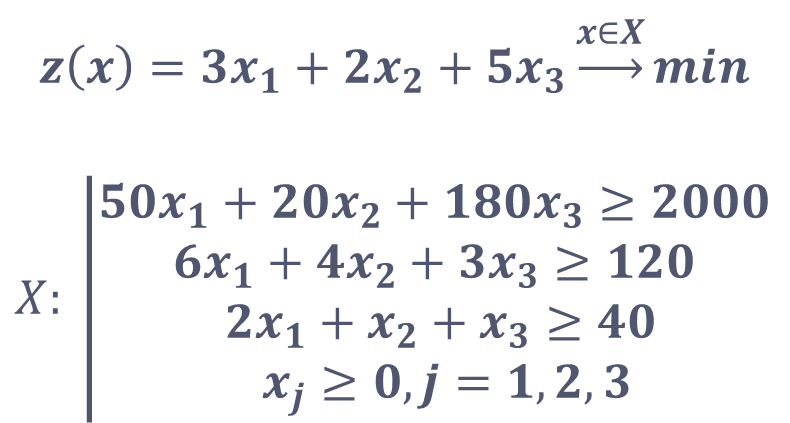 z(x) = 3x₁ + 2x₂ + 5x₃ \xrightarrow{x∈X} min
50x₁ + 20x₂ + 180x₃ ≥ 2000
6x₁ + 4x₂ + 3x₃ ≥ 120
X:
2x₁ + x₂ + x₃ ≥ 40
xⱼ ≥ 0, j = 1, 2, 3